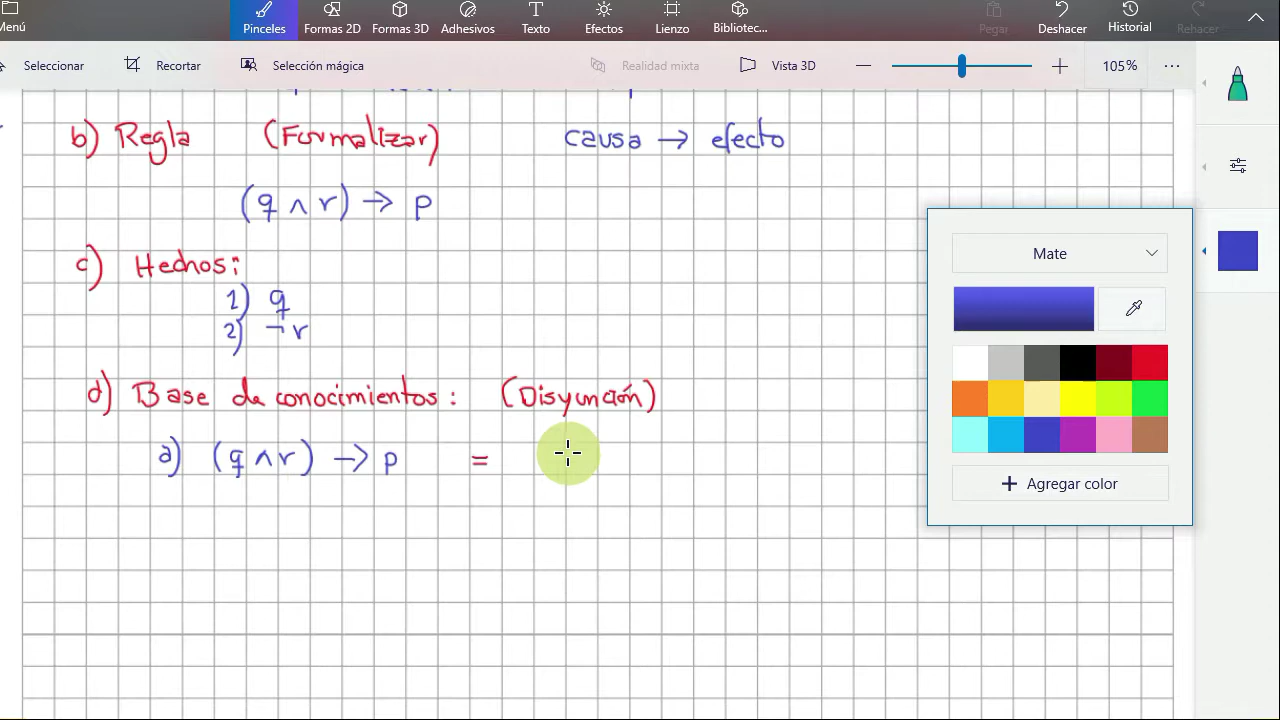 Menú
Pinceles Formas 2D Formas 3D Adhesivos Texto Efectos Lienzo Bibliotec... Pegar Deshacer Historial Rehacer
Seleccionar Recortar Selección mágica Realidad mixta Vista 3D 105%
b) Regla (Formalizar) causa → efecto
(q ∧ r) → p
c) Hechos:
1) q
2) ¬ r
d) Base de conocimientos: (Disyunción)
a) (q ∧ r) → p =
Mate
Agregar color